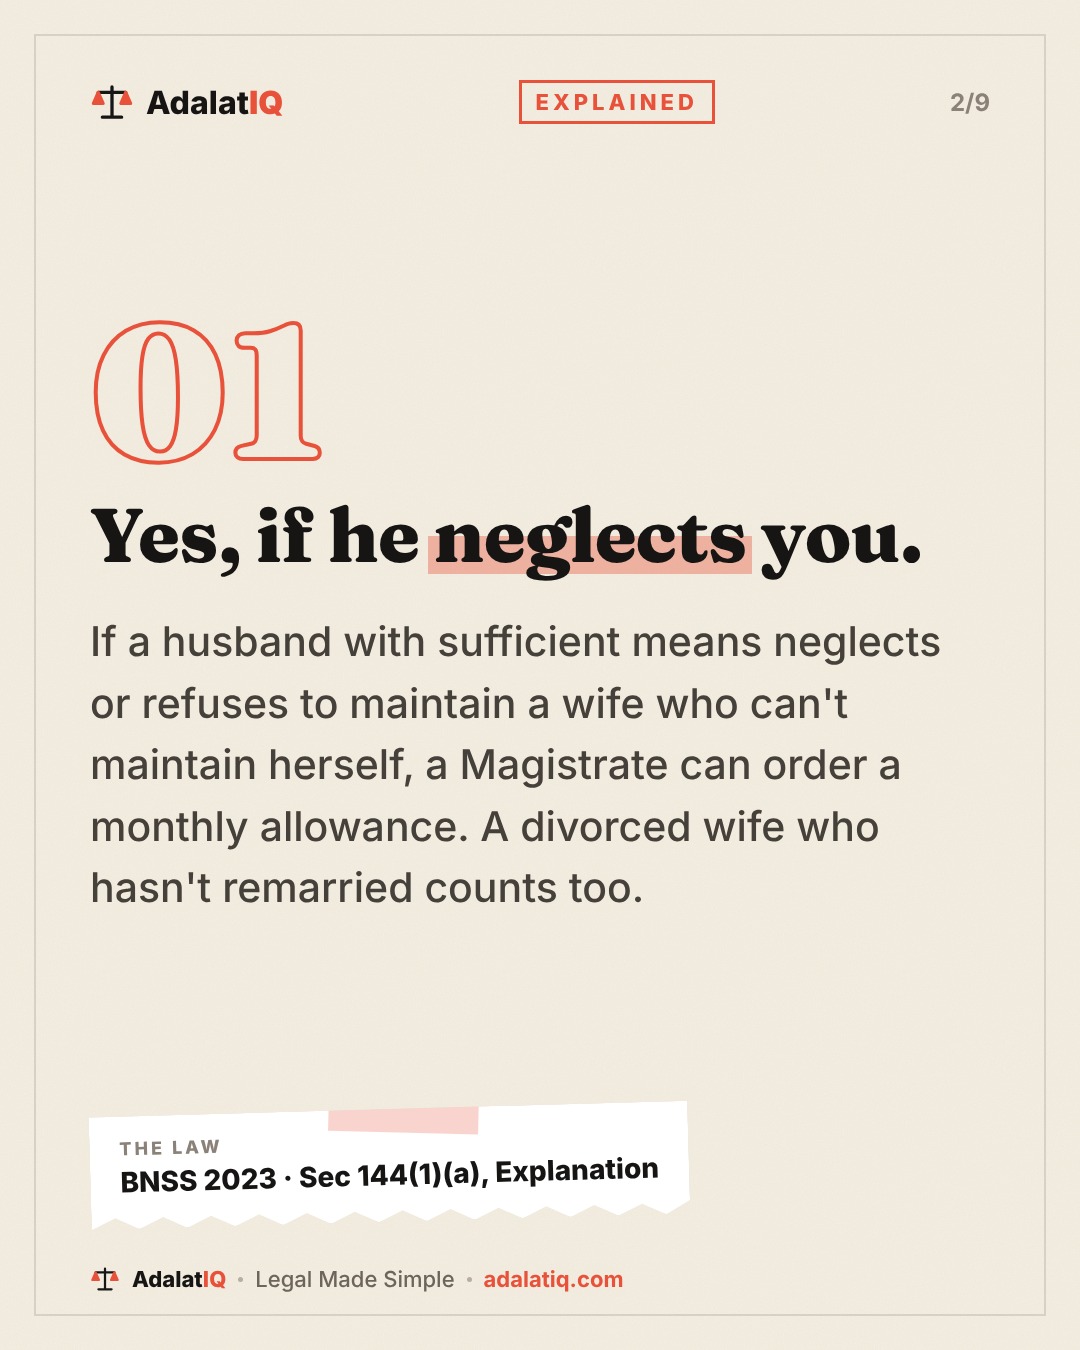 AdalatIQ
EXPLAINED
2/9
01
Yes, if he neglects you.
If a husband with sufficient means neglects
or refuses to maintain a wife who can't
maintain herself, a Magistrate can order a
monthly allowance. A divorced wife who
hasn't remarried counts too.
THE LAW
BNSS 2023 · Sec 144(1)(a), Explanation
AdalatIQ • Legal Made Simple • adalatiq.com